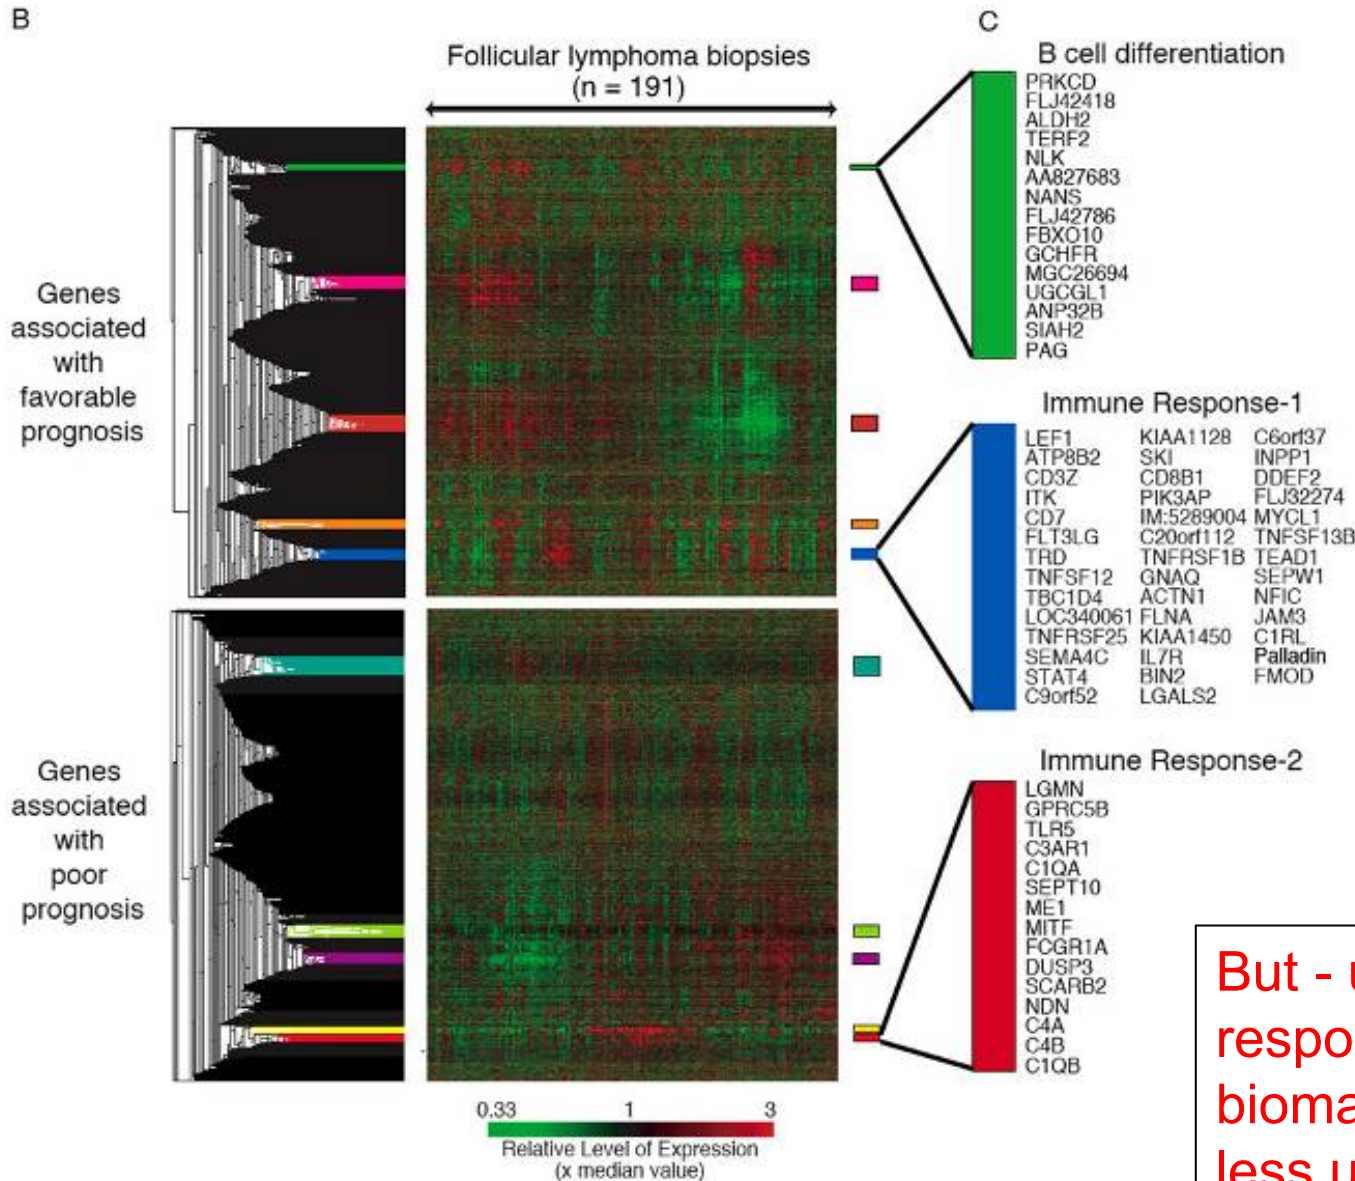 B
Follicular lymphoma biopsies
(n = 191)
Genes
associated
with
favorable
prognosis
Genes
associated
with
poor
prognosis
0.33 1 3
Relative Level of Expression
(x median value)
C
B cell differentiation
PRKCD
FLJ42418
ALDH2
TERF2
NLK
AA827683
NANS
FLJ42786
FBXO10
GCHFR
MGC26694
UGCGL1
ANP32B
SIAH2
PAG
Immune Response-1
LEF1 KIAA1128 C6orf37
ATP8B2 SKI INPP1
CD3Z CD8B1 DDEF2
ITK PIK3AP FLJ32274
CD7 IM:5289004 MYCL1
FLT3LG C20orf112 TNFSF13B
TRD TNFRSF1B TEAD1
TNFSF12 GNAQ SEPW1
TBC1D4 ACTN1 NFIC
LOC340061 FLNA JAM3
TNFRSF25 KIAA1450 C1RL
SEMA4C IL7R Palladin
STAT4 BIN2 FMOD
C9orf52 LGALS2
Immune Response-2
LGMN
GPRC5B
TLR5
C3AR1
C1QA
SEPT10
ME1
MITF
FCGR1A
DUSP3
SCARB2
NDN
C4A
C4B
C1QB
But -
respo
bioma
less